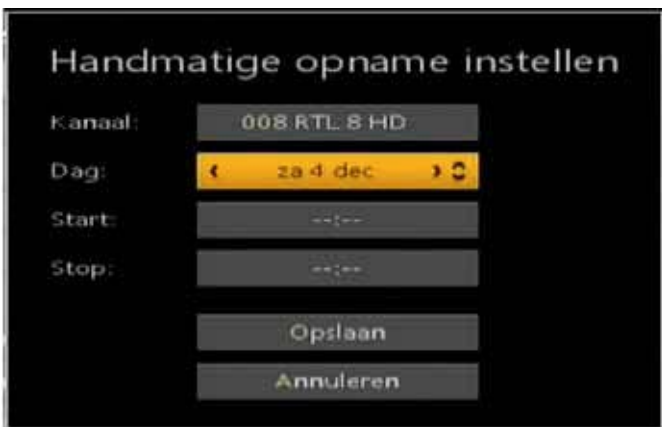 Handmatige opname instellen
Kanaal: 008 RTL 8 HD
Dag: za 4 dec
Start: --:--
Stop: --:--
Opslaan
Annuleren